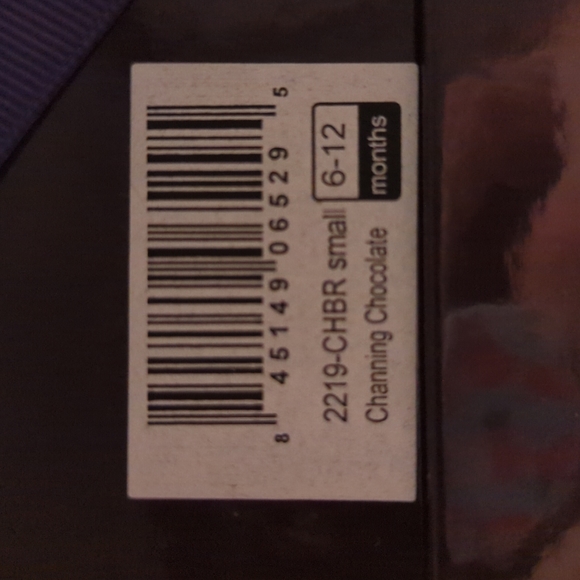 8 45149 06529 5
2219-CHBR small 6-12 months
Channing Chocolate